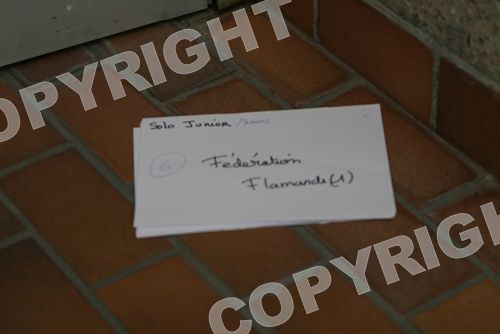 COPYRIGHT
Solo Junior
6
Fédération
Flamande (1)
COPYRIGHT